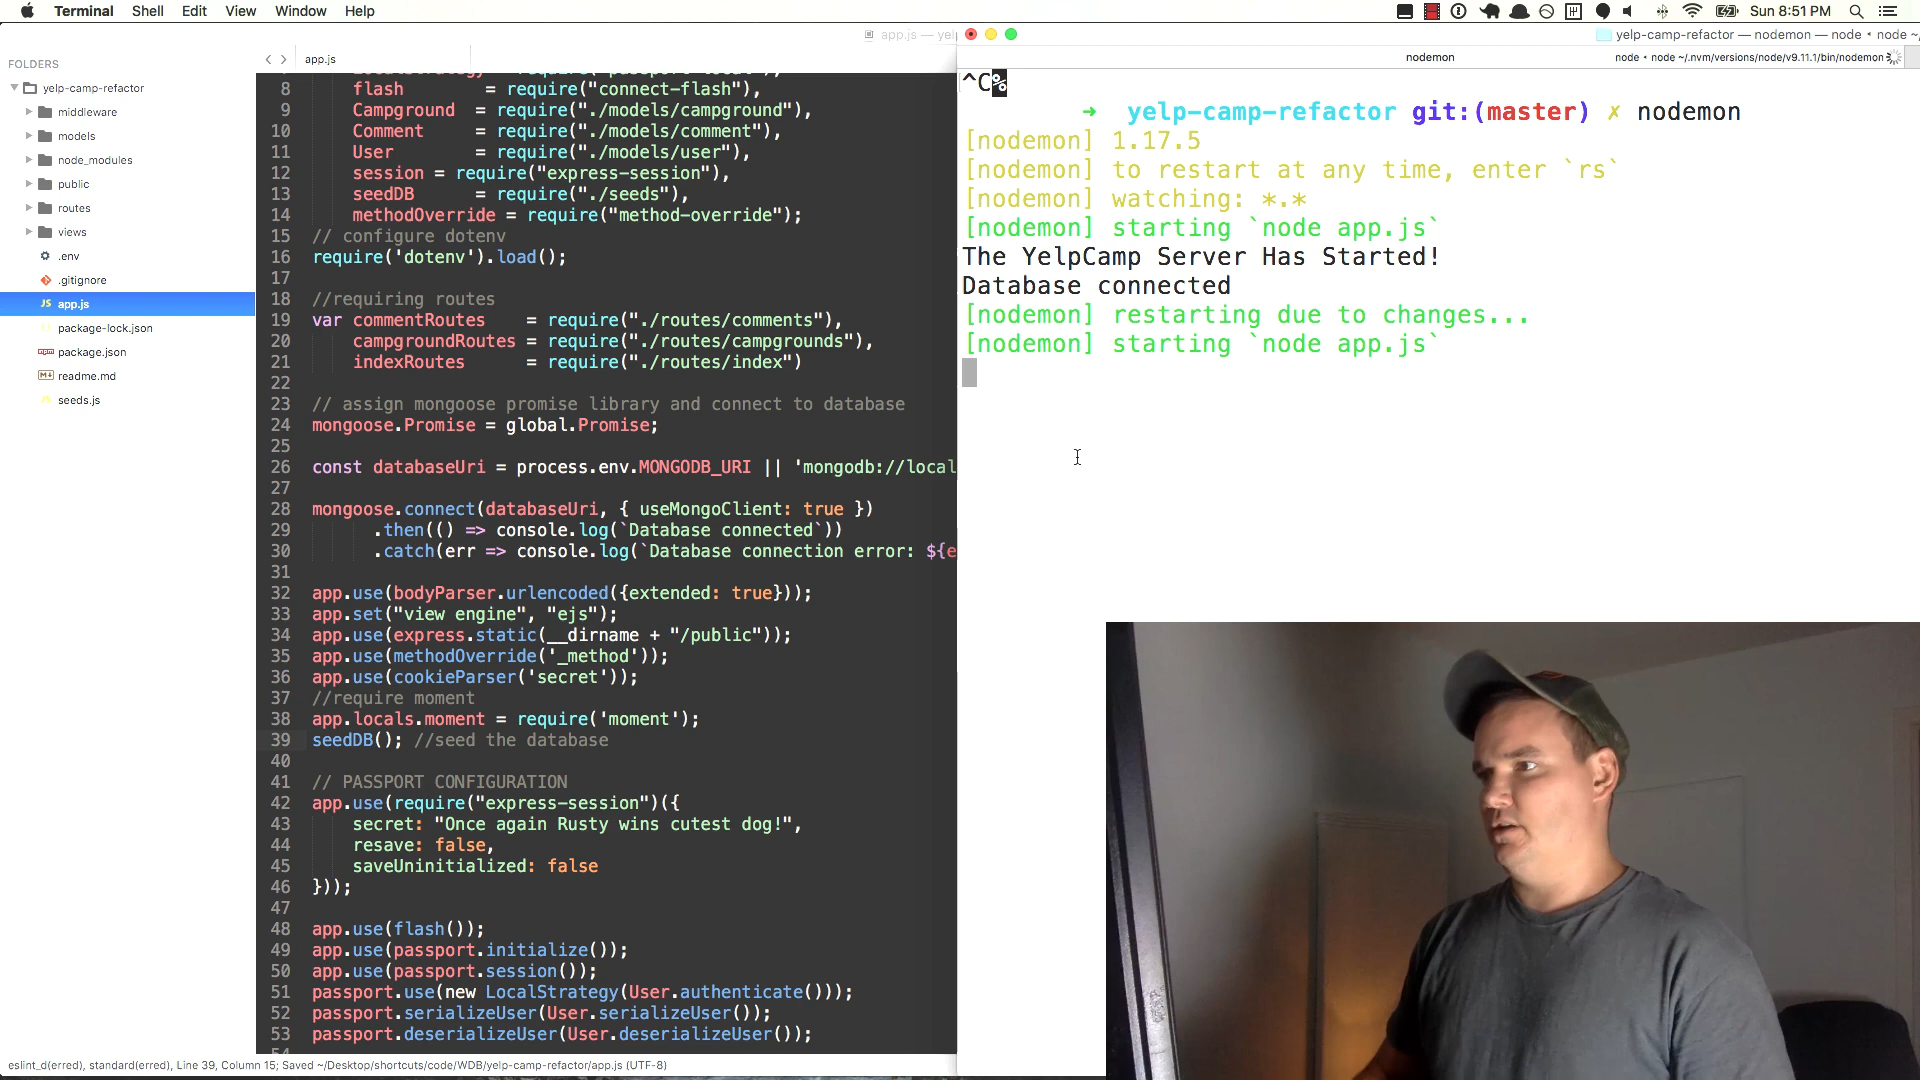 Terminal Shell Edit View Window Help
Sun 8:51 PM
app.js — yel
yelp-camp-refactor — nodemon — node
FOLDERS
yelp-camp-refactor
middleware
models
node_modules
public
routes
views
.env
.gitignore
app.js
package-lock.json
package.json
readme.md
seeds.js
app.js
8 flash = require("connect-flash"),
9 Campground = require("./models/campground"),
10 Comment = require("./models/comment"),
11 User = require("./models/user"),
12 session = require("express-session"),
13 seedDB = require("./seeds"),
14 methodOverride = require("method-override");
15 // configure dotenv
16 require('dotenv').load();
17
18 //requiring routes
19 var commentRoutes = require("./routes/comments"),
20 campgroundRoutes = require("./routes/campgrounds"),
21 indexRoutes = require("./routes/index")
22
23 // assign mongoose promise library and connect to database
24 mongoose.Promise = global.Promise;
25
26 const databaseUri = process.env.MONGODB_URI || 'mongodb://local
27
28 mongoose.connect(databaseUri, { useMongoClient: true })
29 .then(() => console.log(`Database connected`))
30 .catch(err => console.log(`Database connection error: ${e
31
32 app.use(bodyParser.urlencoded({extended: true}));
33 app.set("view engine", "ejs");
34 app.use(express.static(__dirname + "/public"));
35 app.use(methodOverride('_method'));
36 app.use(cookieParser('secret'));
37 //require moment
38 app.locals.moment = require('moment');
39 seedDB(); //seed the database
40
41 // PASSPORT CONFIGURATION
42 app.use(require("express-session")({
43 secret: "Once again Rusty wins cutest dog!",
44 resave: false,
45 saveUninitialized: false
46 }));
47
48 app.use(flash());
49 app.use(passport.initialize());
50 app.use(passport.session());
51 passport.use(new LocalStrategy(User.authenticate()));
52 passport.serializeUser(User.serializeUser());
53 passport.deserializeUser(User.deserializeUser());
eslint_d(erred), standard(erred), Line 39, Column 15; Saved ~/Desktop/shortcuts/code/WDB/yelp-camp-refactor/app.js (UTF-8)
nodemon
node • node ~/.nvm/versions/node/v9.11.1/bin/nodemon
^C%
➜ yelp-camp-refactor git:(master) ✗ nodemon
[nodemon] 1.17.5
[nodemon] to restart at any time, enter `rs`
[nodemon] watching: *.*
[nodemon] starting `node app.js`
The YelpCamp Server Has Started!
Database connected
[nodemon] restarting due to changes...
[nodemon] starting `node app.js`